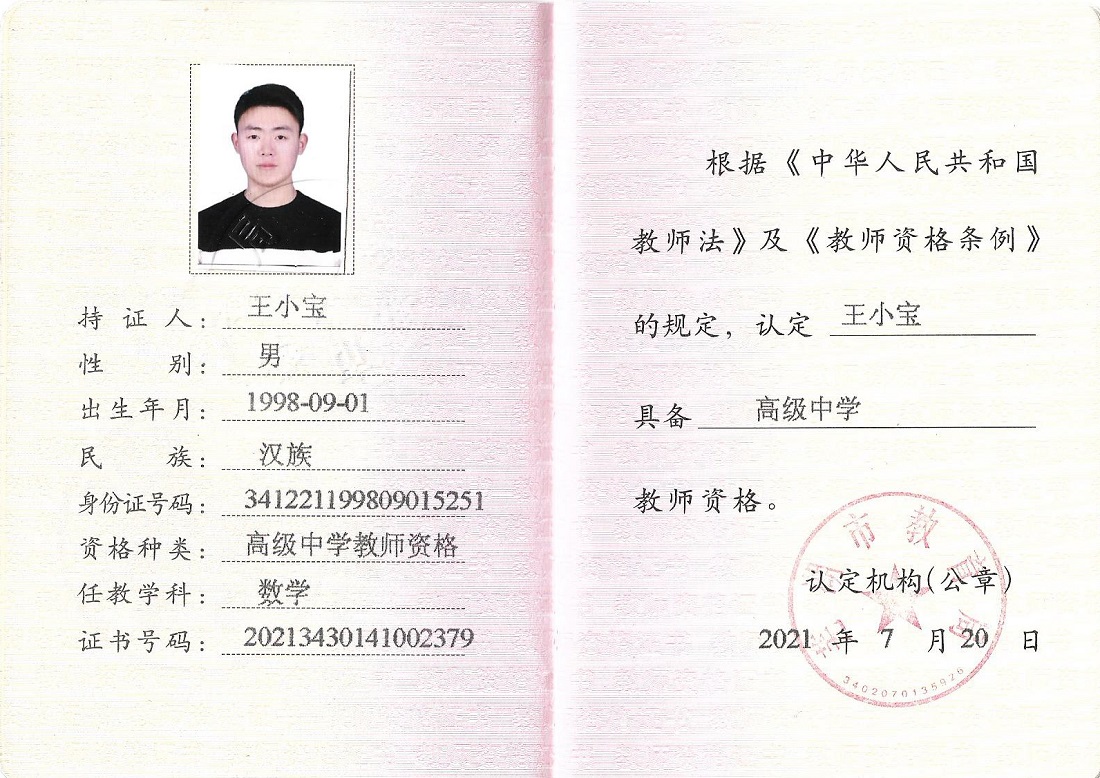 持证人：王小宝
性别：男
出生年月：1998-09-01
民族：汉族
身份证号码：341221199809015251
资格种类：高级中学教师资格
任教学科：数学
证书号码：20213430141002379
根据《中华人民共和国
教师法》及《教师资格条例》
的规定，认定 王小宝
具备 高级中学
教师资格。
市教育局
认定机构(公章)
2021 年 7 月 20 日